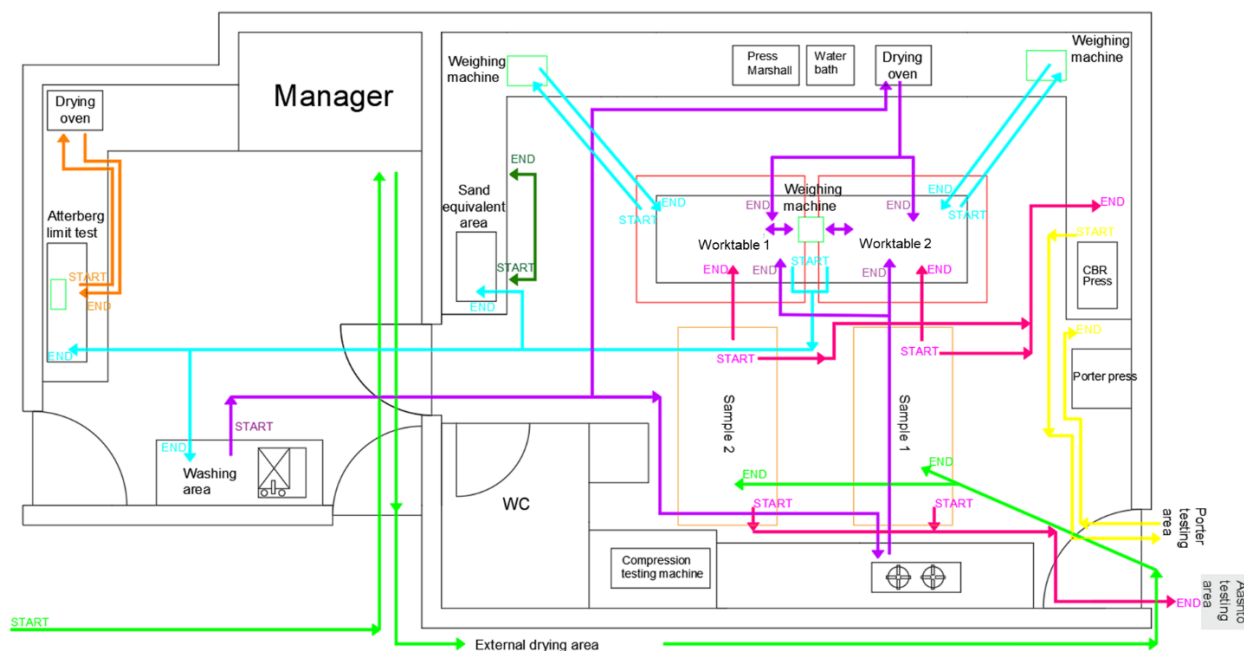 Weighing
machine
Press
Marshall
Water
bath
Drying
oven
Weighing
machine
Manager
Drying
oven
Atterberg
limit test
START
END
END
Sand
equivalent
area
END
START
END
START
END
Weighing
machine
END
END
END
START
Worktable 1
Worktable 2
START
END
END
END
END
END
START
CBR
Press
END
Porter press
START
START
Sample 2
Sample 1
END
END
START
START
START
END
Washing
area
WC
Compression
testing machine
Porter
testing
area
END
Aashto
testing
area
START
External drying area